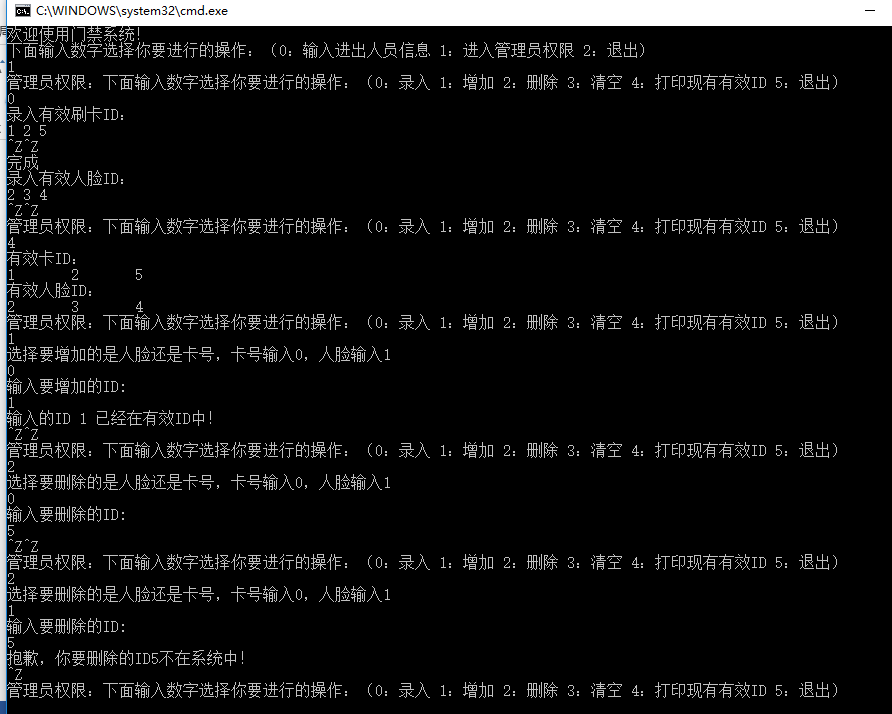 C:\WINDOWS\system32\cmd.exe
欢迎使用门禁系统!
下面输入数字选择你要进行的操作：（0：输入进出人员信息 1：进入管理员权限 2：退出）
1
管理员权限：下面输入数字选择你要进行的操作：（0：录入 1：增加 2：删除 3：清空 4：打印现有有效ID 5：退出）
0
录入有效刷卡ID：
1 2 5
^Z^Z
完成
录入有效人脸ID：
2 3 4
^Z^Z
管理员权限：下面输入数字选择你要进行的操作：（0：录入 1：增加 2：删除 3：清空 4：打印现有有效ID 5：退出）
4
有效卡ID：
1 2 5
有效人脸ID：
2 3 4
管理员权限：下面输入数字选择你要进行的操作：（0：录入 1：增加 2：删除 3：清空 4：打印现有有效ID 5：退出）
1
选择要增加的是人脸还是卡号，卡号输入0，人脸输入1
0
输入要增加的ID:
1
输入的ID 1 已经在有效ID中!
^Z^Z
管理员权限：下面输入数字选择你要进行的操作：（0：录入 1：增加 2：删除 3：清空 4：打印现有有效ID 5：退出）
2
选择要删除的是人脸还是卡号，卡号输入0，人脸输入1
0
输入要删除的ID:
5
^Z^Z
管理员权限：下面输入数字选择你要进行的操作：（0：录入 1：增加 2：删除 3：清空 4：打印现有有效ID 5：退出）
2
选择要删除的是人脸还是卡号，卡号输入0，人脸输入1
1
输入要删除的ID:
5
抱歉，你要删除的ID5不在系统中!
^Z
管理员权限：下面输入数字选择你要进行的操作：（0：录入 1：增加 2：删除 3：清空 4：打印现有有效ID 5：退出）